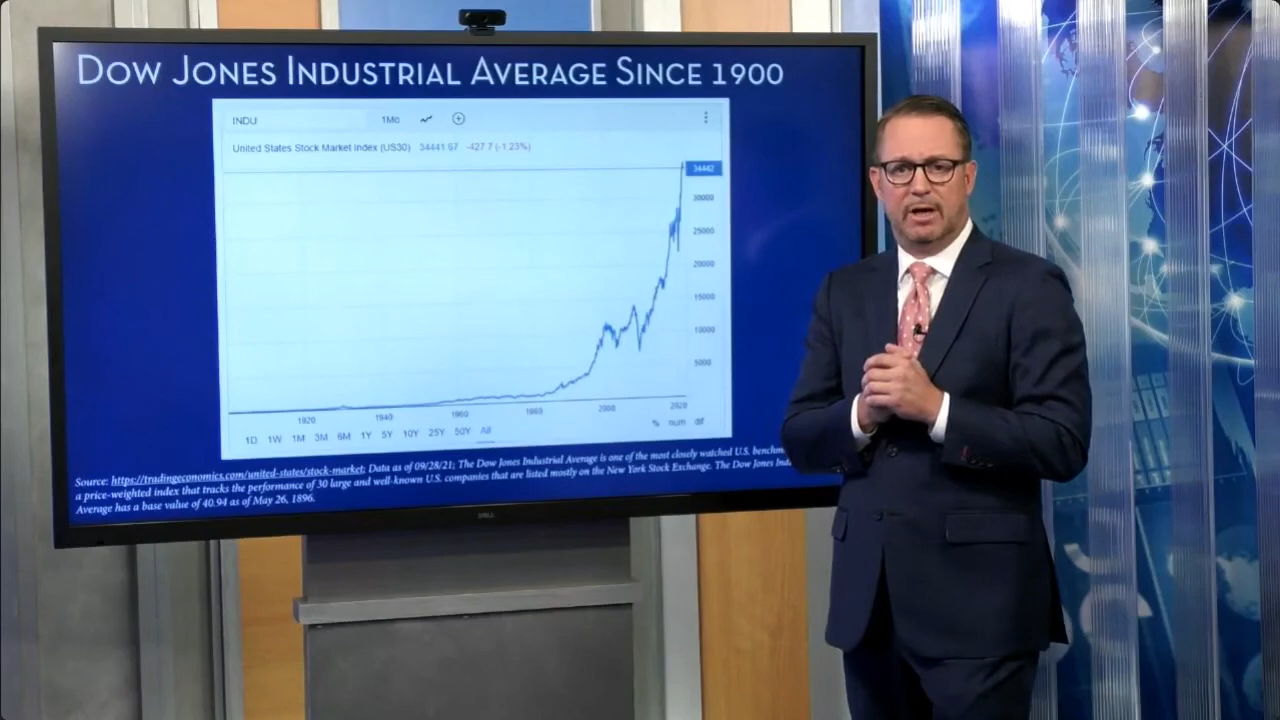 DOW JONES INDUSTRIAL AVERAGE SINCE 1900
INDU 1Mo
United States Stock Market Index (US30) 34441.67 -427.7 (-1.23%)
34442
30000
25000
20000
15000
10000
5000
1920 1940 1960 1980 2000 2020
1D 1W 1M 3M 6M 1Y 5Y 10Y 25Y 50Y All % num dif
Source: https://tradingeconomics.com/united-states/stock-market; Data as of 09/28/21; The Dow Jones Industrial Average is one of the most closely watched U.S. benchm
a price-weighted index that tracks the performance of 30 large and well-known U.S. companies that are listed mostly on the New York Stock Exchange. The Dow Jones Ind
Average has a base value of 40.94 as of May 26, 1896.
DELL